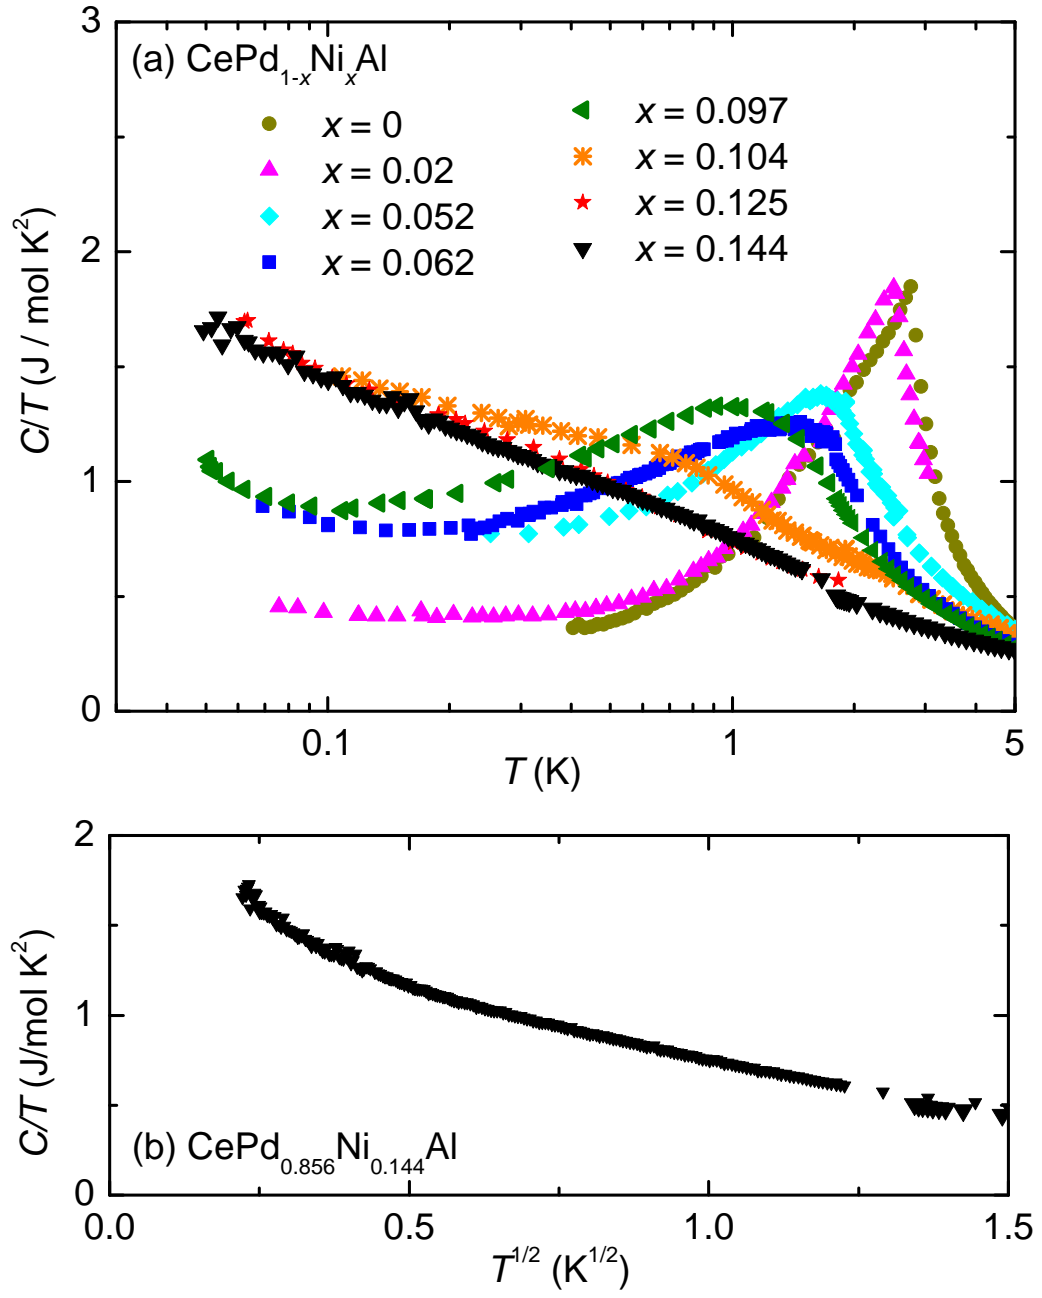 (a) CePd1-xNixAl
x = 0
x = 0.02
x = 0.052
x = 0.062
x = 0.097
x = 0.104
x = 0.125
x = 0.144
3
2
1
0
C/T (J / mol K²)
0.1
1
5
T (K)
2
1
0
C/T (J/mol K²)
(b) CePd0.856Ni0.144Al
0.0
0.5
1.0
1.5
T1/2 (K1/2)